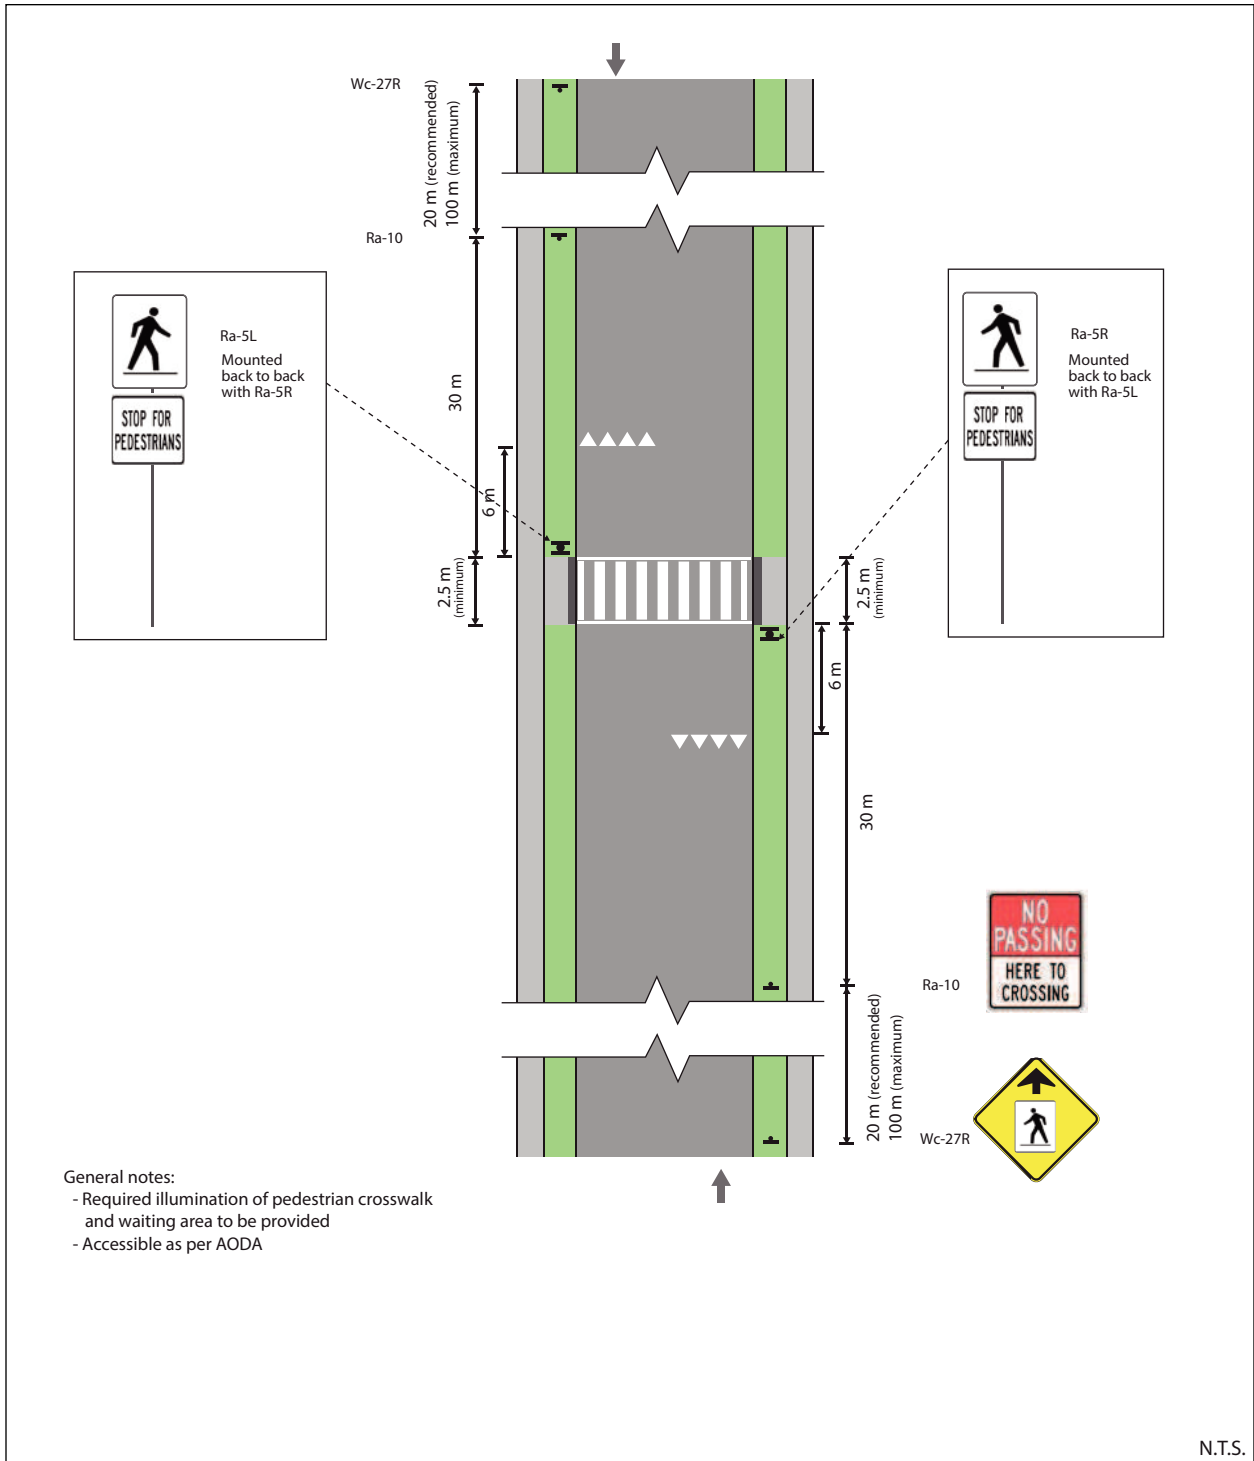 Wc-27R
20 m (recommended)
100 m (maximum)
Ra-10
30 m
6 m
2.5 m
(minimum)
STOP FOR
PEDESTRIANS
Ra-5L
Mounted
back to back
with Ra-5R
STOP FOR
PEDESTRIANS
Ra-5R
Mounted
back to back
with Ra-5L
2.5 m
(minimum)
6 m
30 m
Ra-10
NO
PASSING
HERE TO
CROSSING
20 m (recommended)
100 m (maximum)
Wc-27R
General notes:
- Required illumination of pedestrian crosswalk
and waiting area to be provided
- Accessible as per AODA
N.T.S.